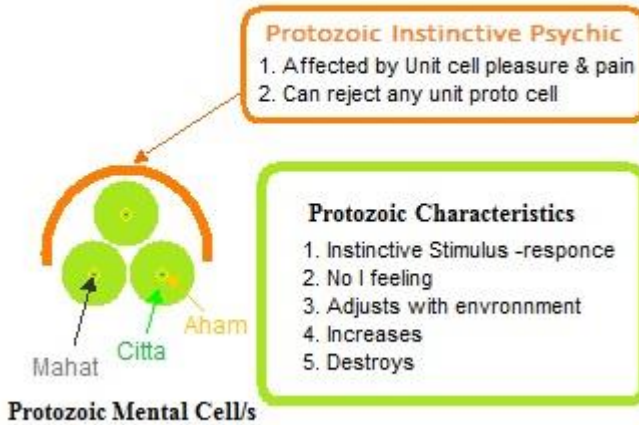 Protozoic Instinctive Psychic
1. Affected by Unit cell pleasure & pain
2. Can reject any unit proto cell
Protozoic Characteristics
1. Instinctive Stimulus -responce
2. No I feeling
3. Adjusts with envronnment
4. Increases
5. Destroys
Aham
Citta
Mahat
Protozoic Mental Cell/s